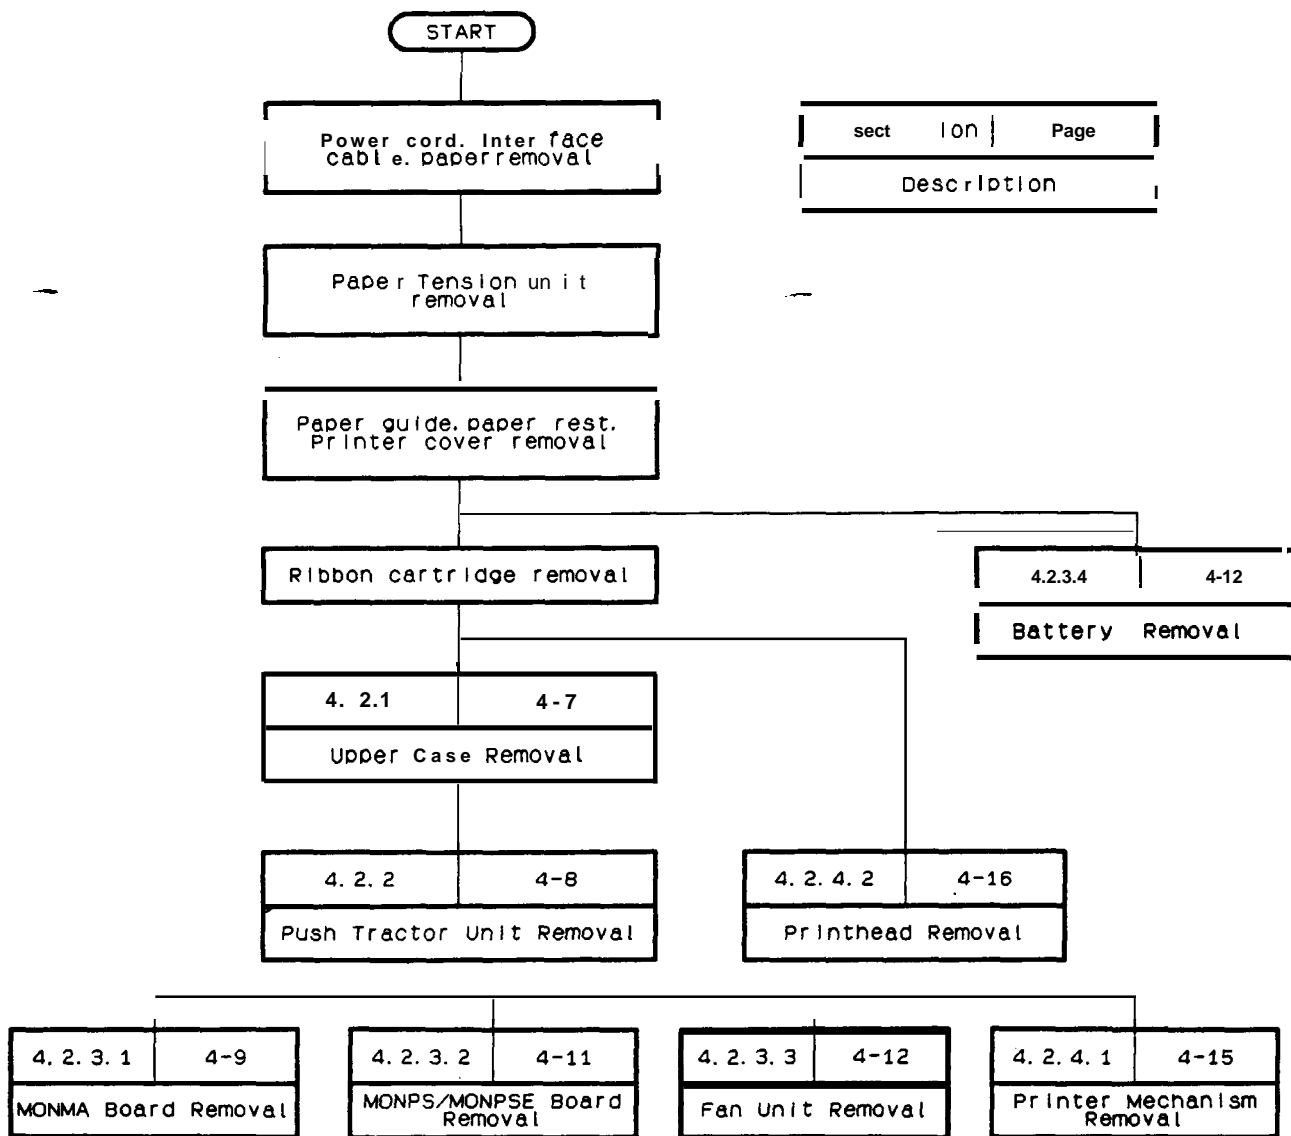 START
Power cord. Inter face
cable. paper removal
sect ion Page
Description
Paper Tension unit
removal
Paper guide. paper rest.
Printer cover removal
Ribbon cartridge removal
4.2.3.4 4-12
Battery Removal
4. 2.1 4-7
Upper Case Removal
4. 2. 2 4-8
Push Tractor Unit Removal
4. 2. 4. 2 4-16
Printhead Removal
4. 2. 3. 1 4-9
MONMA Board Removal
4. 2. 3. 2 4-11
MONPS/MONPSE Board
Removal
4. 2. 3. 3 4-12
Fan Unit Removal
4. 2. 4. 1 4-15
Printer Mechanism
Removal